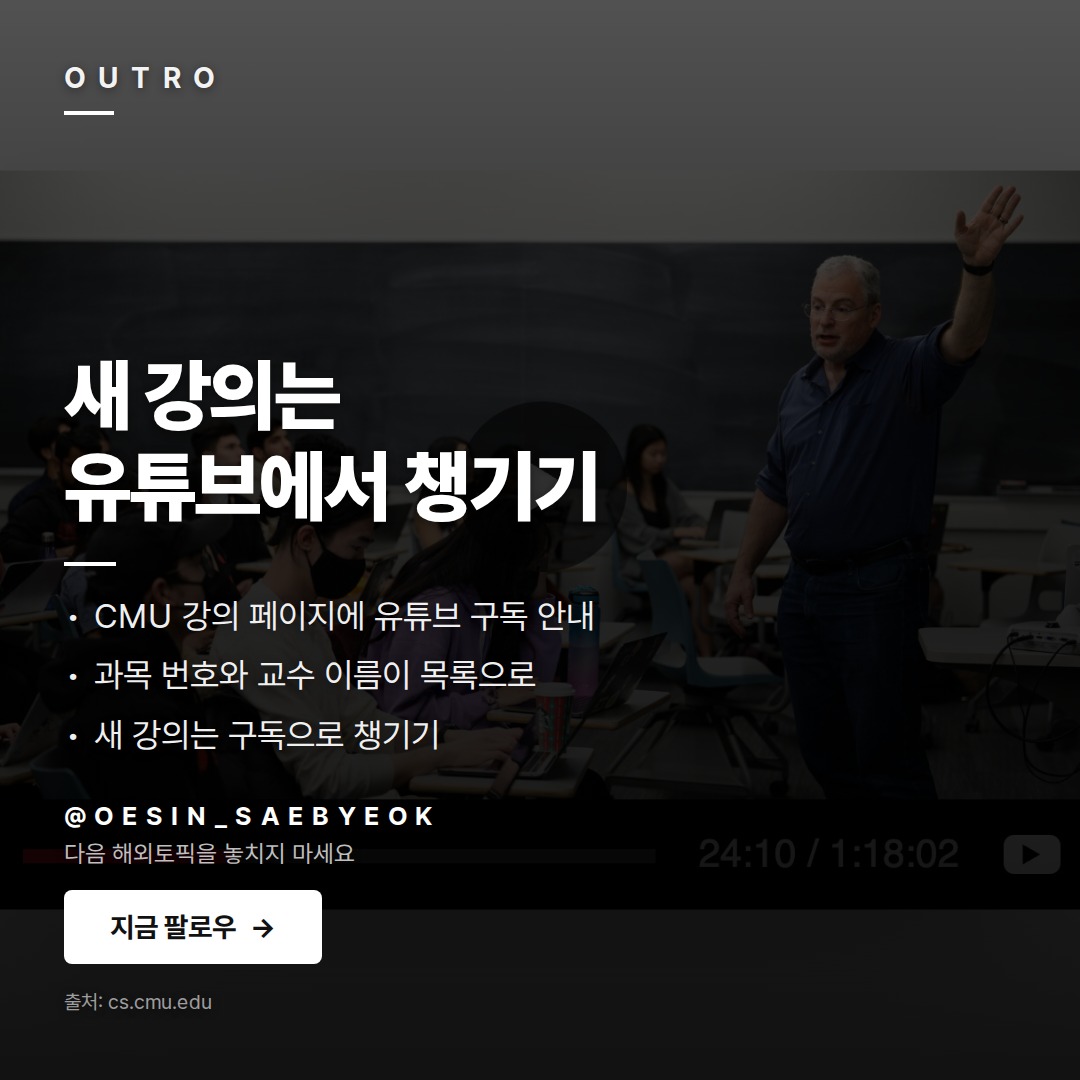 OUTRO
새 강의는
유튜브에서 챙기기
• CMU 강의 페이지에 유튜브 구독 안내
• 과목 번호와 교수 이름이 목록으로
• 새 강의는 구독으로 챙기기
@OESIN_SAEBYEOK
다음 해외토픽을 놓치지 마세요
24:10 / 1:18:02
지금 팔로우 →
출처: cs.cmu.edu